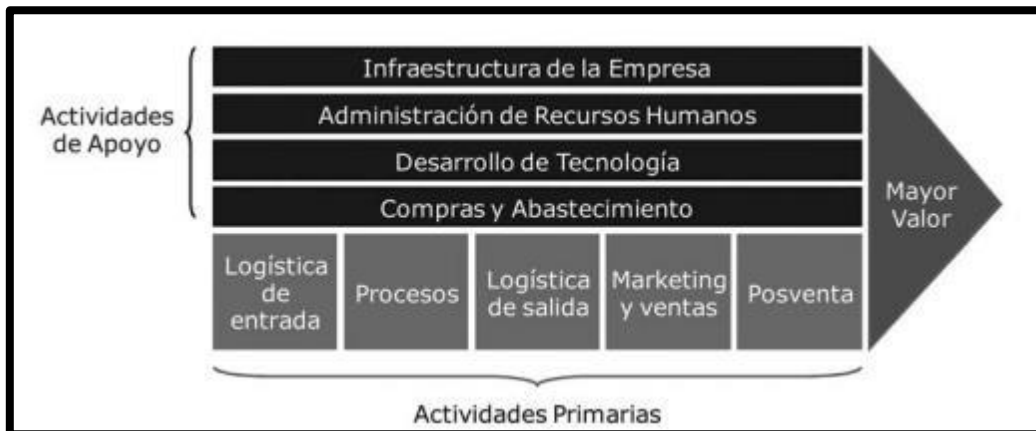 Infraestructura de la Empresa
Administración de Recursos Humanos
Desarrollo de Tecnología
Compras y Abastecimiento
Actividades
de Apoyo
Logística
de
entrada
Procesos
Logística
de salida
Marketing
y ventas
Posventa
Mayor
Valor
Actividades Primarias